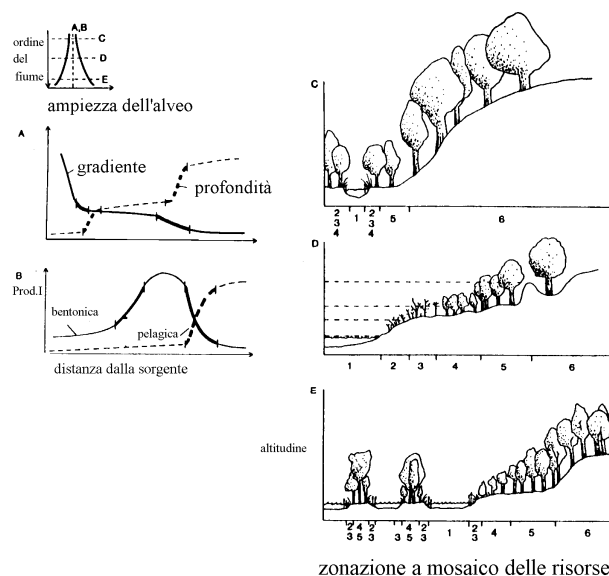 A,B
ordine C
del D
fiume E
ampiezza dell'alveo
A
gradiente
profondità
B
Prod.I
bentonica
pelagica
distanza dalla sorgente
C
2 3 4 1 2 3 4 5 6
D
1 2 3 4 5 6
E
altitudine
2 3 4 5 2 3 3 4 5 2 3 1 2 3 4 5 6
zonazione a mosaico delle risorse